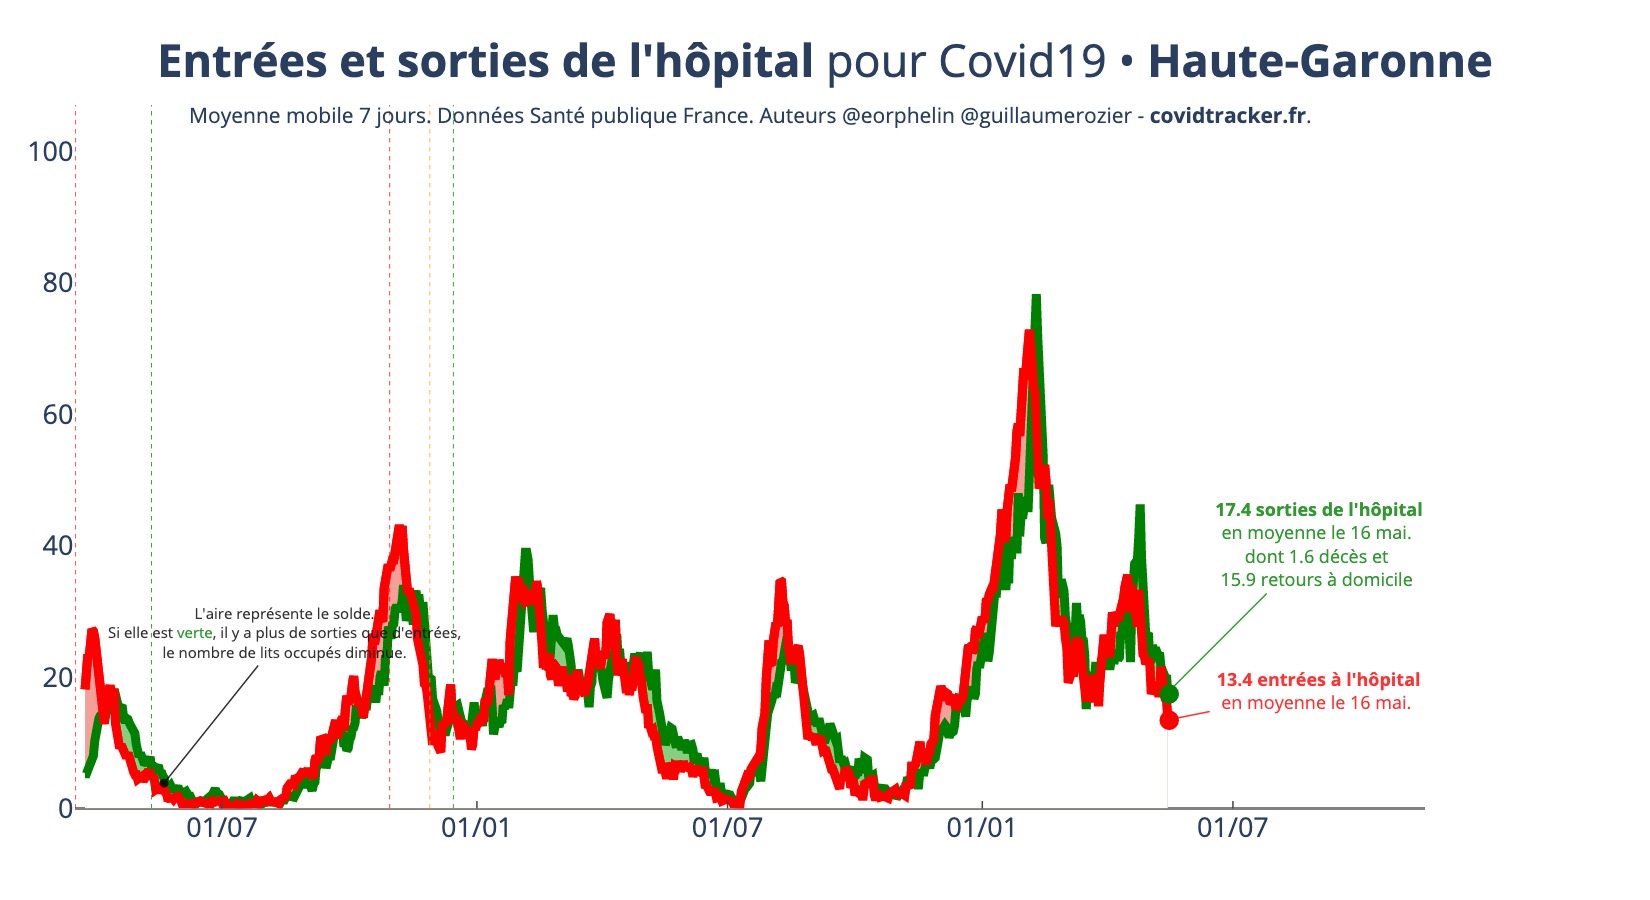 Entrées et sorties de l'hôpital pour Covid19 • Haute-Garonne
Moyenne mobile 7 jours. Données Santé publique France. Auteurs @eorphelin @guillaumerozier - covidtracker.fr.
100
80
60
40
20
0
L'aire représente le solde.
Si elle est verte, il y a plus de sorties que d'entrées,
le nombre de lits occupés diminue.
17.4 sorties de l'hôpital
en moyenne le 16 mai.
dont 1.6 décès et
15.9 retours à domicile
13.4 entrées à l'hôpital
en moyenne le 16 mai.
01/07 01/01 01/07 01/01 01/07